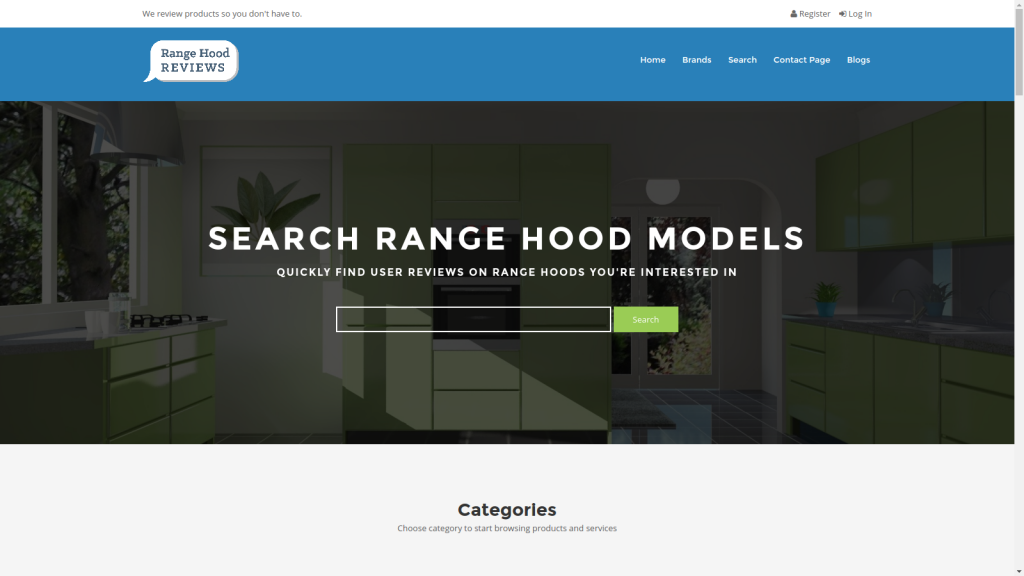 We review products so you don't have to.
Register Log In
Range Hood
REVIEWS
Home Brands Search Contact Page Blogs
SEARCH RANGE HOOD MODELS
QUICKLY FIND USER REVIEWS ON RANGE HOODS YOU'RE INTERESTED IN
Search
Categories
Choose category to start browsing products and services